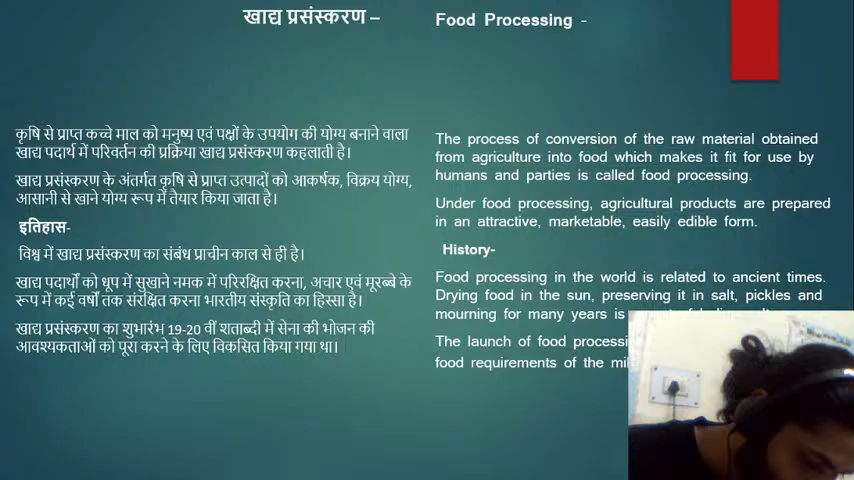 खाद्य प्रसंस्करण –
कृषि से प्राप्त कच्चे माल को मनुष्य एवं पक्षों के उपयोग की योग्य बनाने वाला
खाद्य पदार्थ में परिवर्तन की प्रक्रिया खाद्य प्रसंस्करण कहलाती है।
खाद्य प्रसंस्करण के अंतर्गत कृषि से प्राप्त उत्पादों को आकर्षक, विक्रय योग्य,
आसानी से खाने योग्य रूप में तैयार किया जाता है।
इतिहास-
विश्व में खाद्य प्रसंस्करण का संबंध प्राचीन काल से ही है।
खाद्य पदार्थों को धूप में सुखाने नमक में परिरक्षित करना, अचार एवं मूरब्बे के
रूप में कई वर्षों तक संरक्षित करना भारतीय संस्कृति का हिस्सा है।
खाद्य प्रसंस्करण का शुभारंभ 19-20 वीं शताब्दी में सेना की भोजन की
आवश्यकताओं को पूरा करने के लिए विकसित किया गया था।
Food Processing -
The process of conversion of the raw material obtained
from agriculture into food which makes it fit for use by
humans and parties is called food processing.
Under food processing, agricultural products are prepared
in an attractive, marketable, easily edible form.
History-
Food processing in the world is related to ancient times.
Drying food in the sun, preserving it in salt, pickles and
mourning for many years is
The launch of food
food requirements of the